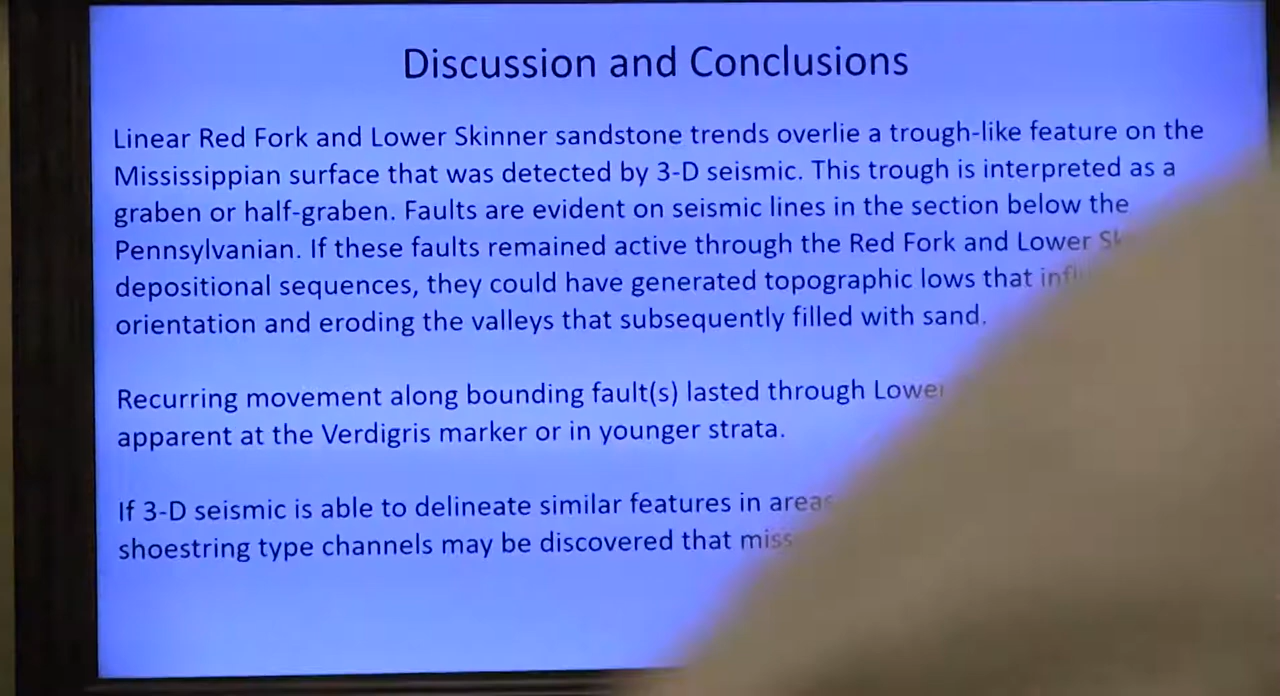 Discussion and Conclusions
Linear Red Fork and Lower Skinner sandstone trends overlie a trough-like feature on the
Mississippian surface that was detected by 3-D seismic. This trough is interpreted as a
graben or half-graben. Faults are evident on seismic lines in the section below the
Pennsylvanian. If these faults remained active through the Red Fork and Lower
depositional sequences, they could have generated topographic lows that
orientation and eroding the valleys that subsequently filled with sand.
Recurring movement along bounding fault(s) lasted through Lower
apparent at the Verdigris marker or in younger strata.
If 3-D seismic is able to delineate similar features in areas
shoestring type channels may be discovered that